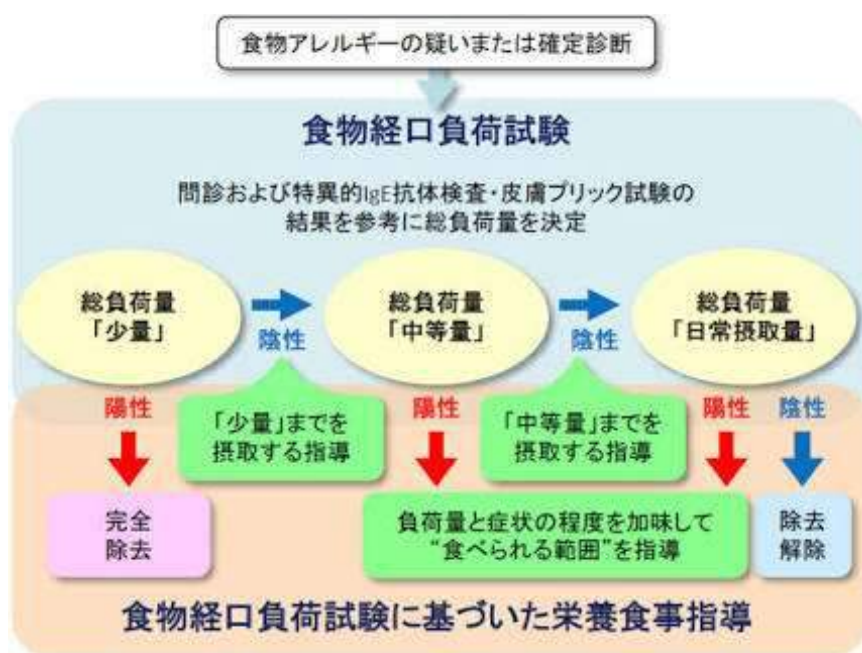 食物アレルギーの疑いまたは確定診断
食物経口負荷試験
問診および特異的IgE抗体検査・皮膚プリック試験の
結果を参考に総負荷量を決定
総負荷量
「少量」
陰性
総負荷量
「中等量」
陰性
総負荷量
「日常摂取量」
陽性
「少量」までを
摂取する指導
陽性
「中等量」までを
摂取する指導
陽性
陰性
完全
除去
負荷量と症状の程度を加味して
“食べられる範囲”を指導
除去
解除
食物経口負荷試験に基づいた栄養食事指導